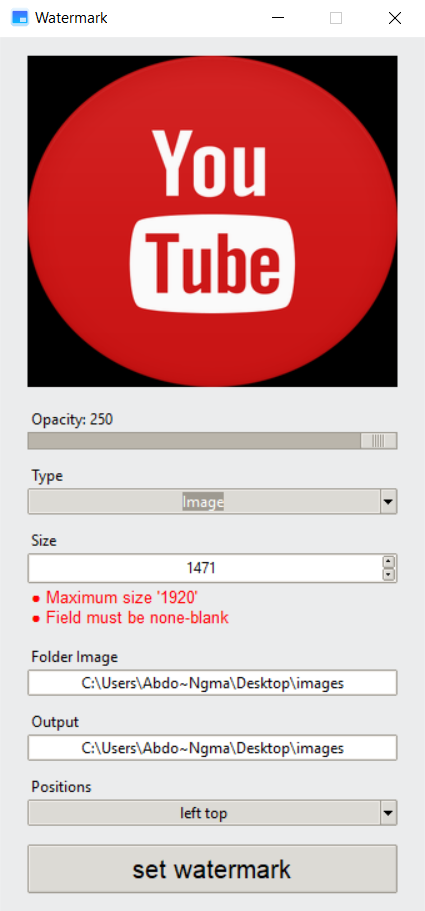 Watermark
You
Tube
Opacity: 250
Type
Image
Size
1471
● Maximum size '1920'
● Field must be none-blank
Folder Image
C:\Users\Abdo~Ngma\Desktop\images
Output
C:\Users\Abdo~Ngma\Desktop\images
Positions
left top
set watermark